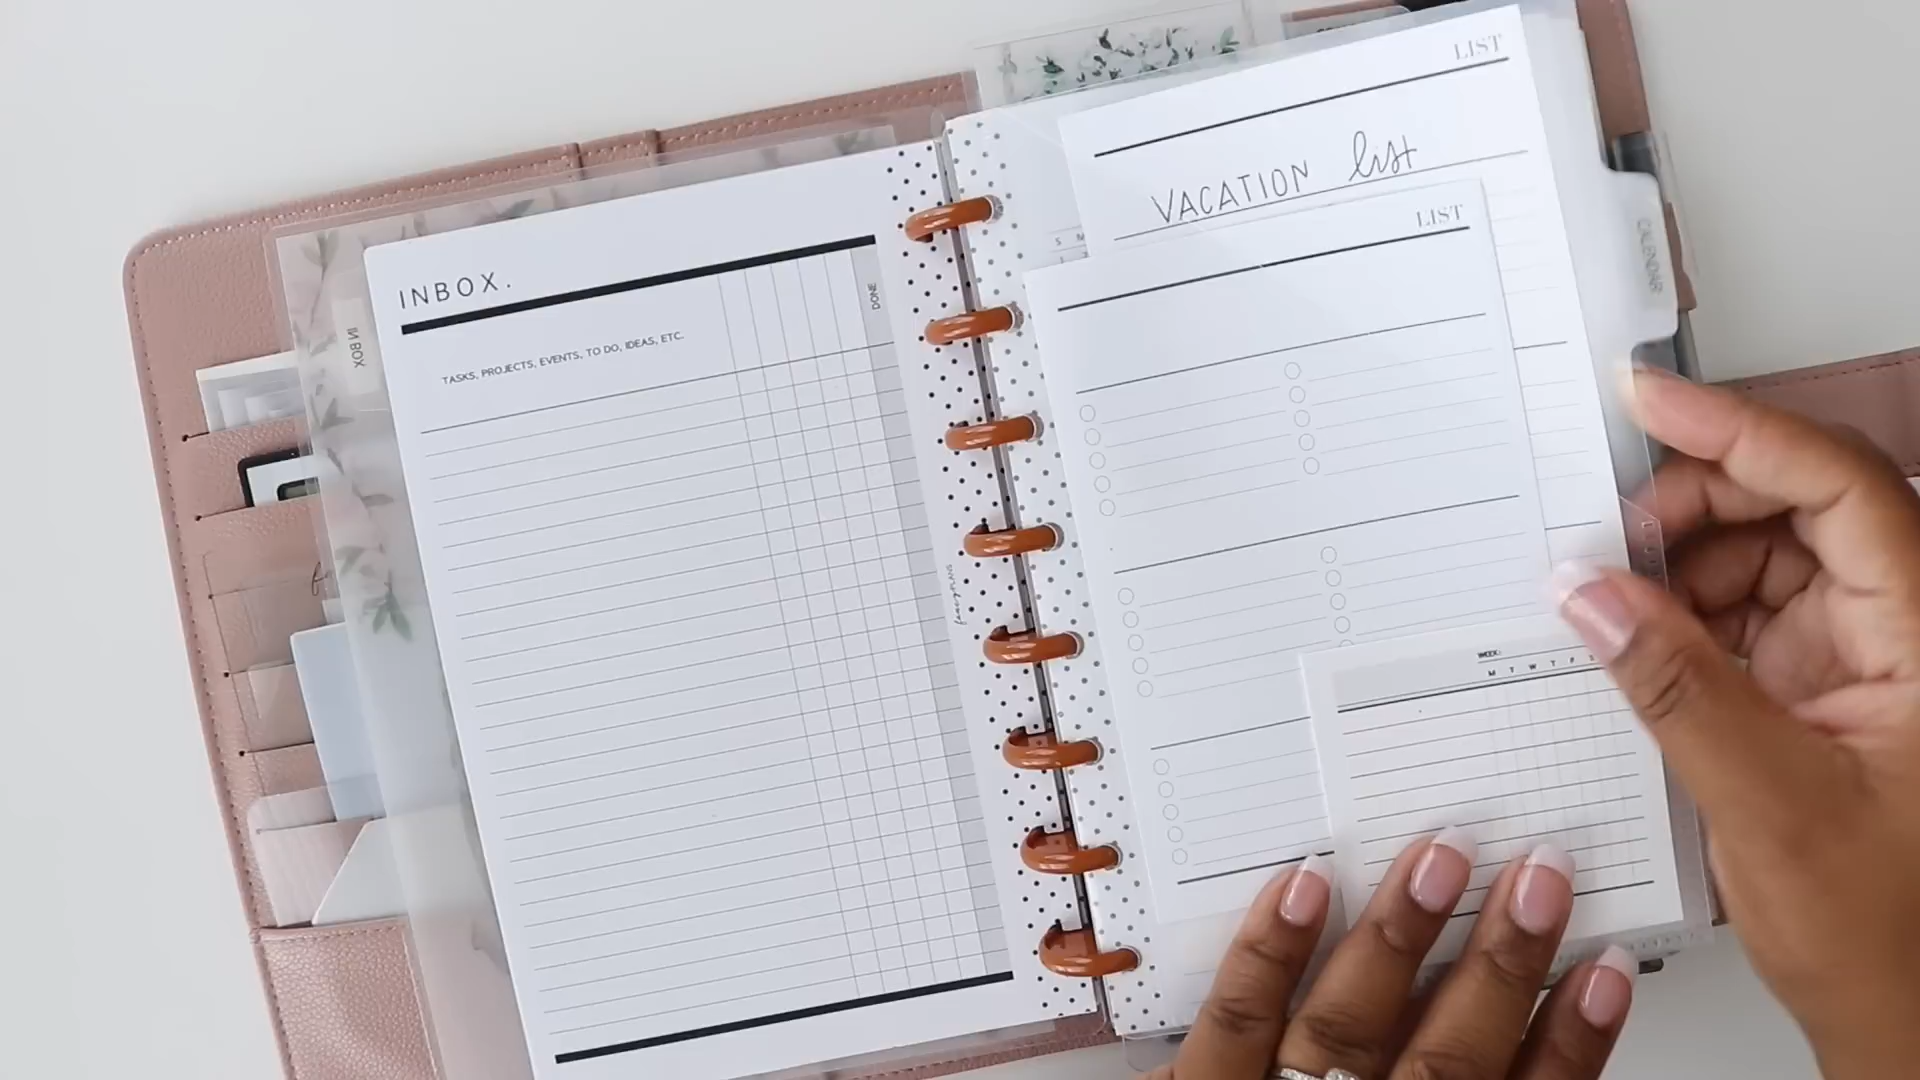 INBOX.
DONE
TASKS, PROJECTS, EVENTS, TO DO, IDEAS, ETC.
IN BOX
LIST
VACATION list
S M
LIST
CALENDAR
WEEK:
M T W T F S